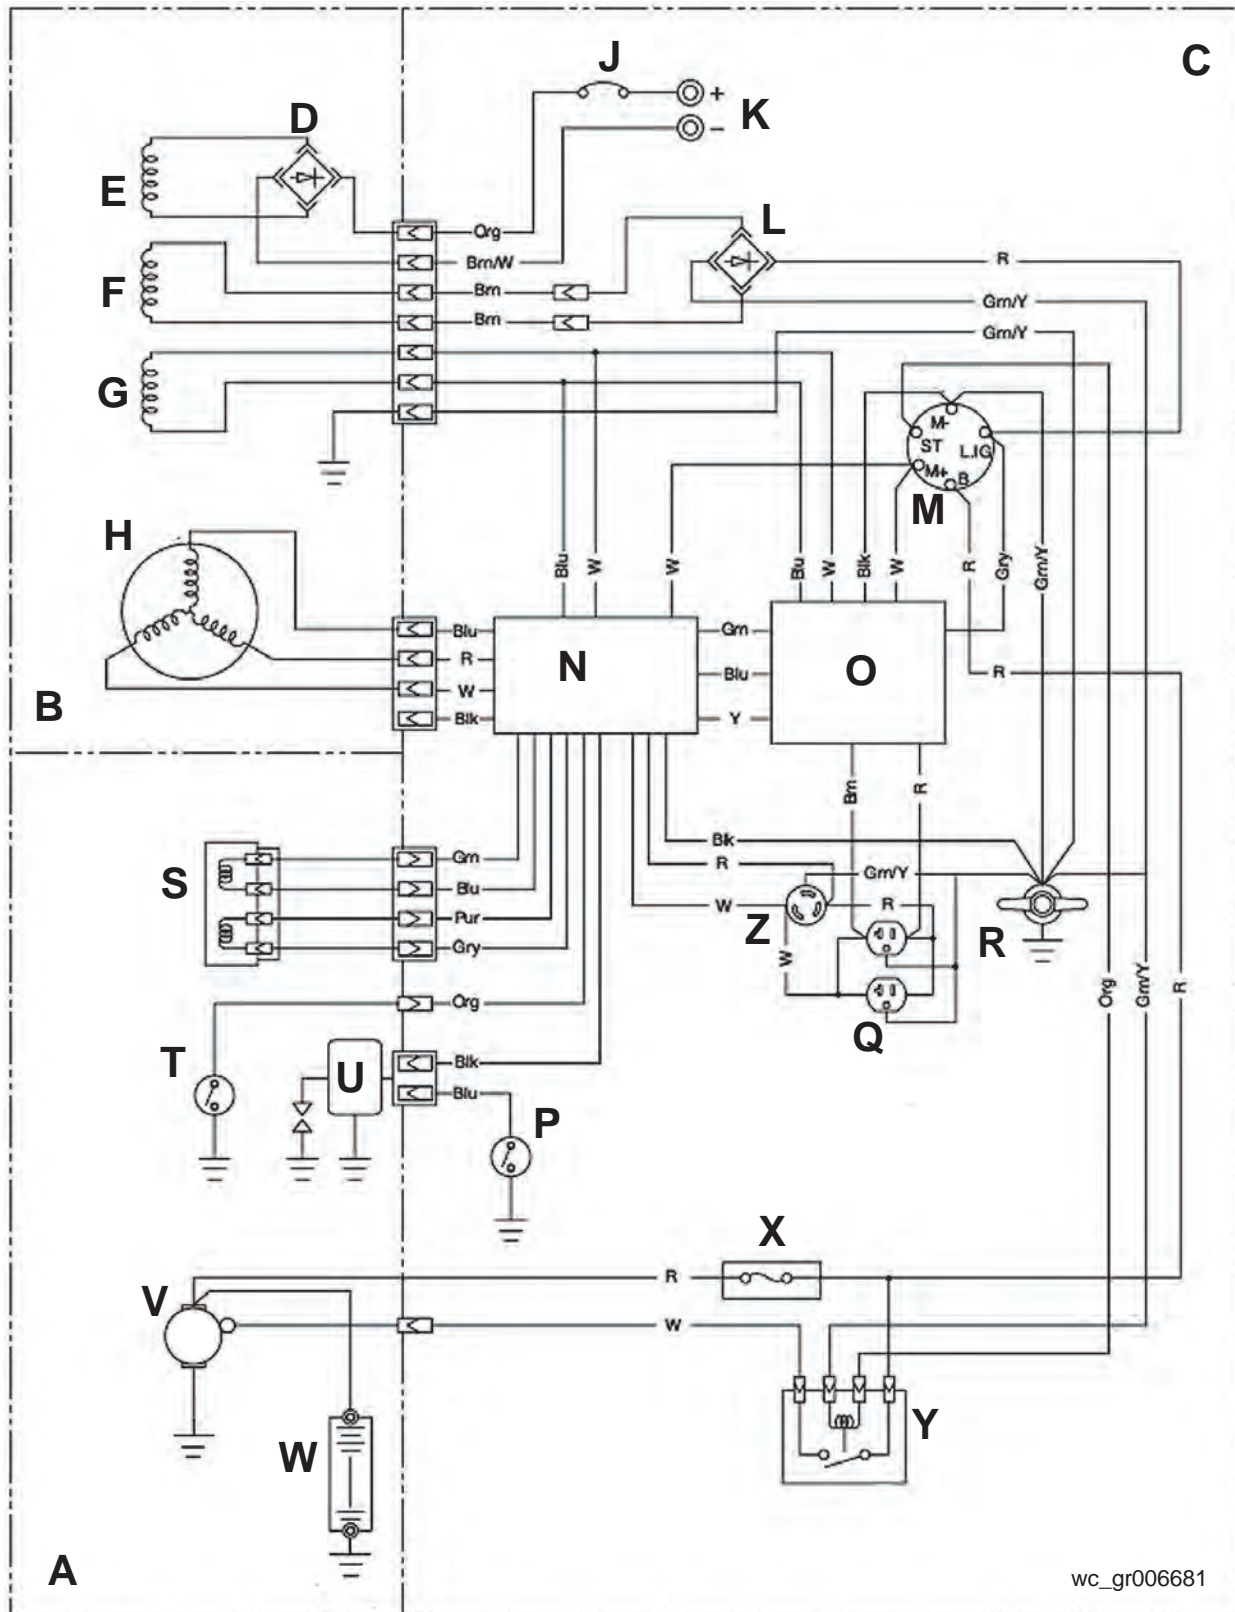 C
J
+
K
−
D
E
Org
L
Brn/W
R
F
Brn
Grn/Y
Brn
Grn/Y
G
M-
ST
L.IG
M+
B
M
H
Blu
W
W
Blu
W
Blk
W
R
Gry
Grn/Y
Blu
Grn
R
N
O
R
W
Blu
B
Blk
Y
Brn
R
Blk
Grn
R
S
Grn/Y
Blu
W
R
Pur
Z
R
Gry
W
Org
Grn/Y
R
Org
Q
T
Blk
U
Blu
P
X
R
V
W
Y
W
A
wc_gr006681